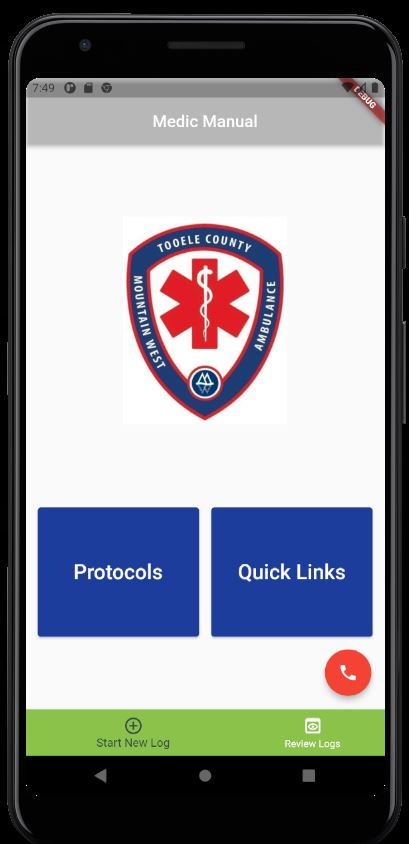 7:49
DEBUG
Medic Manual
TOOELE COUNTY
MOUNTAIN WEST
AMBULANCE
Protocols
Quick Links
Start New Log
Review Logs